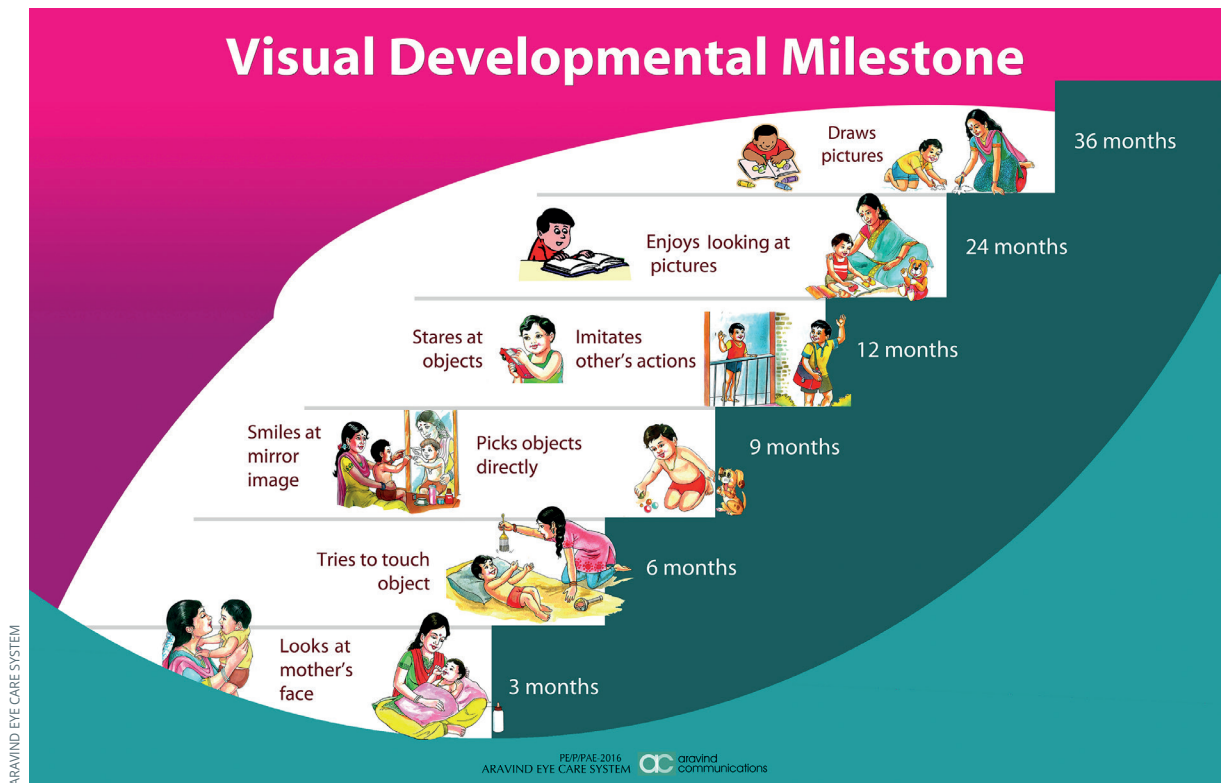 Visual Developmental Milestone
Draws
pictures
36 months
Enjoys looking at
pictures
24 months
Stares at
objects
Imitates
other's actions
12 months
Smiles at
mirror
image
Picks objects
directly
9 months
Tries to touch
object
6 months
Looks at
mother's
face
3 months
PE/P/PAE-2016
ARAVIND EYE CARE SYSTEM
ac aravind
communications
ARAVIND EYE CARE SYSTEM